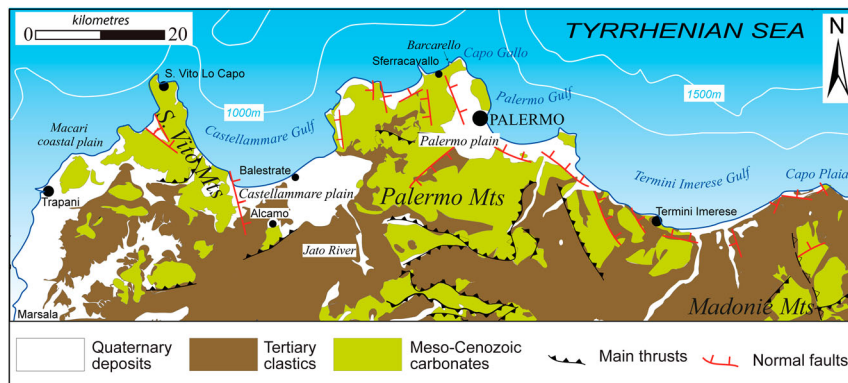 kilometres
0 20
TYRRHENIAN SEA
N
Barcarello
Capo Gallo
Sferracavallo
S. Vito Lo Capo
1000m
1500m
Palermo Gulf
PALERMO
Macari
coastal plain
S. Vito Mts
Castellammare Gulf
Palermo plain
Balestrate
Castellammare plain
Trapani
Alcamo
Palermo Mts
Termini Imerese Gulf
Capo Plaia
Termini Imerese
Jato River
Marsala
Madonie Mts
Quaternary
deposits
Tertiary
clastics
Meso-Cenozoic
carbonates
Main thrusts
Normal faults